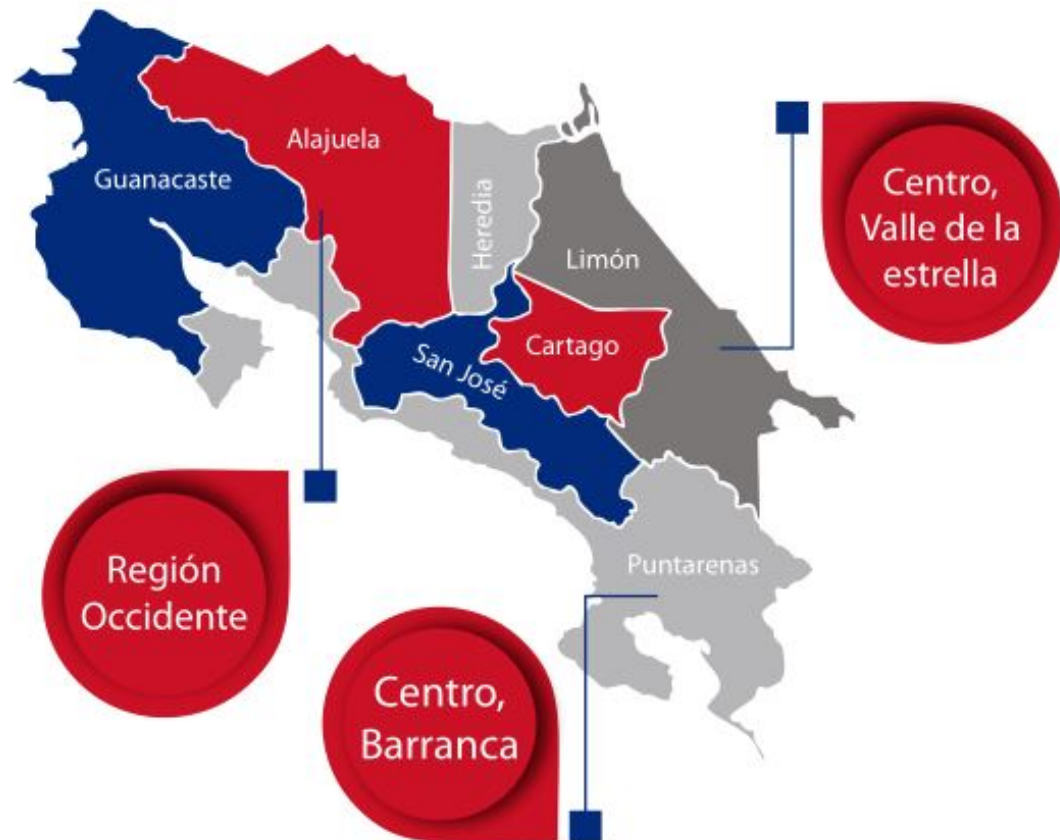 Alajuela
Guanacaste
Heredia
Limón
Centro,
Valle de la
estrella
San José
Cartago
Región
Occidente
Puntarenas
Centro,
Barranca